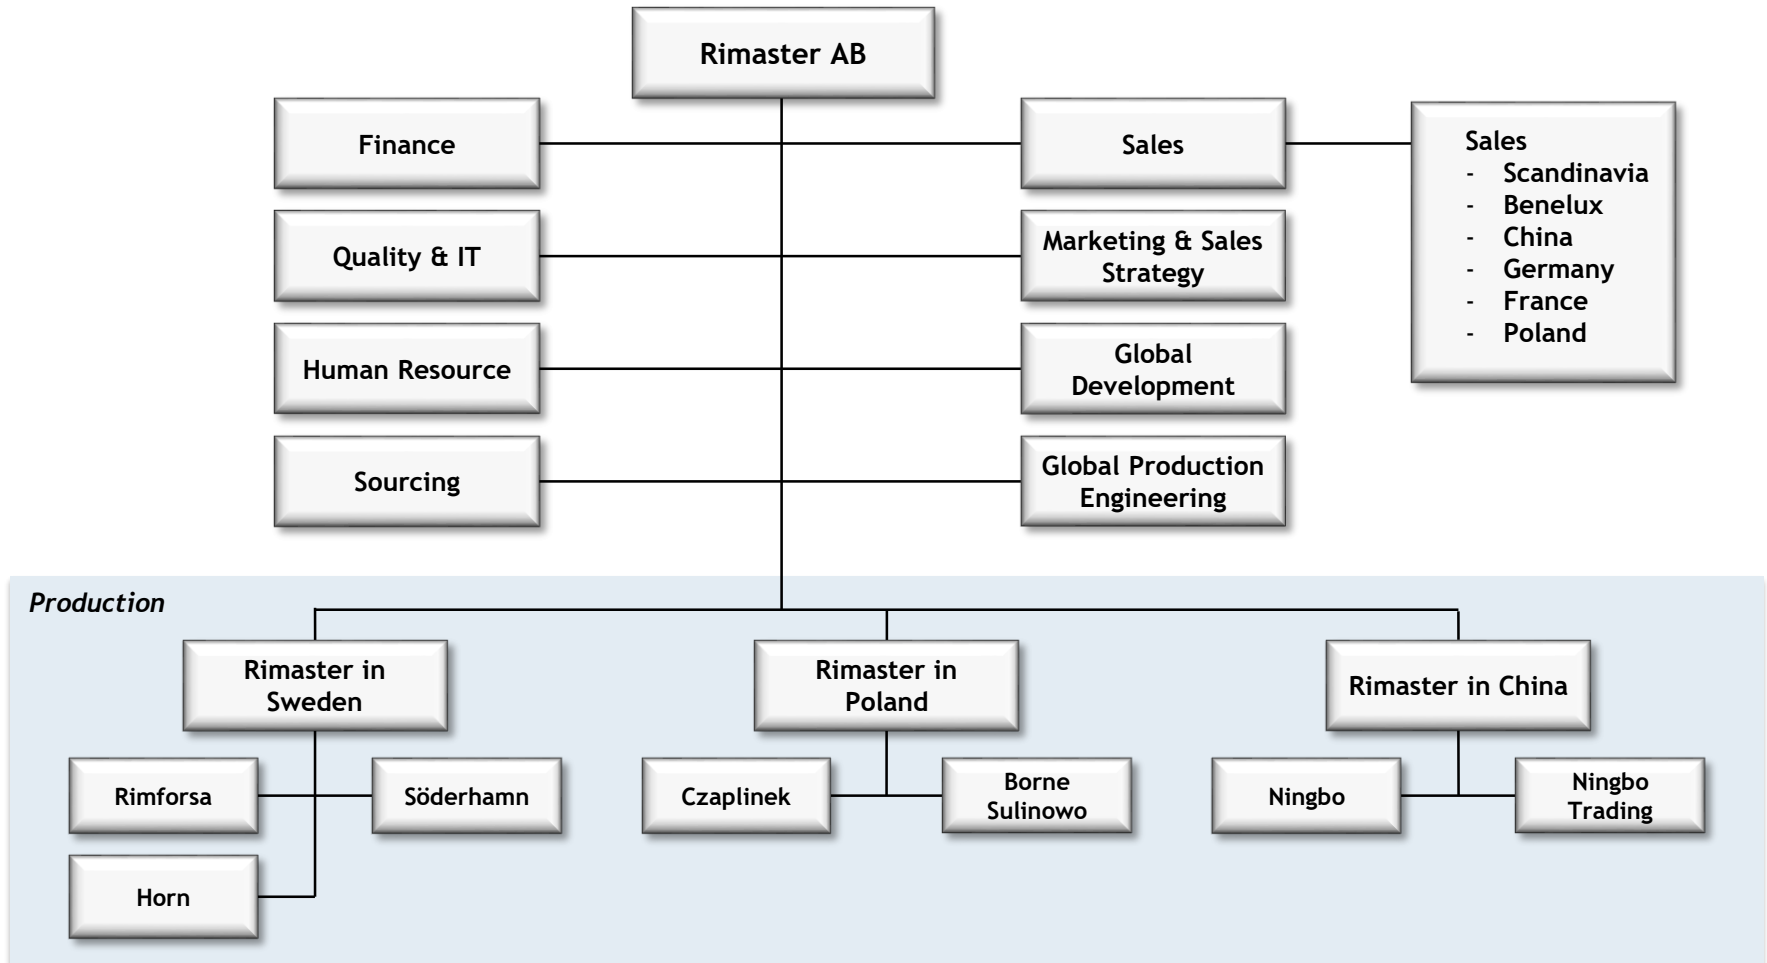 Rimaster AB
Finance
Sales
Sales
- Scandinavia
- Benelux
- China
- Germany
- France
- Poland
Quality & IT
Marketing & Sales
Strategy
Human Resource
Global
Development
Sourcing
Global Production
Engineering
Production
Rimaster in
Sweden
Rimaster in
Poland
Rimaster in China
Rimforsa
Söderhamn
Czaplinek
Borne
Sulinowo
Ningbo
Ningbo
Trading
Horn